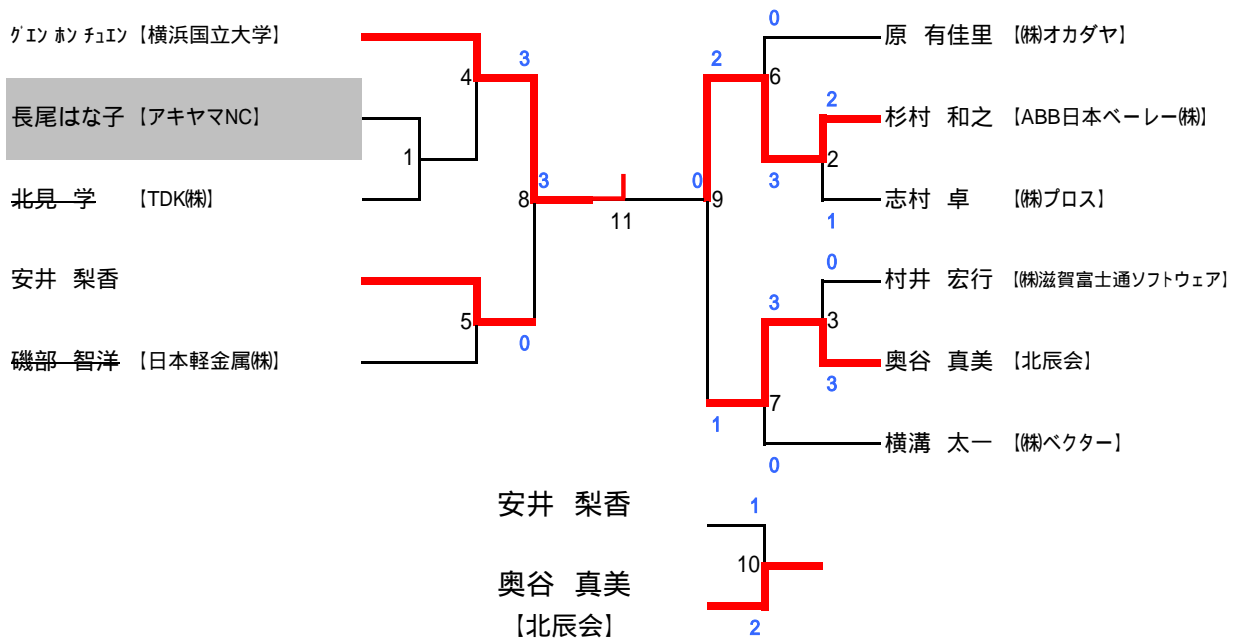 グエン ホン チュエン 【横浜国立大学】
長尾はな子 【アキヤマNC】
北見 学 【TDK㈱】
安井 梨香
磯部 智洋 【日本軽金属㈱】
4
3
1
8
3
5
0
11
0
2
6
2
2
0
9
3
1
0
3
3
3
1
7
0
原 有佳里 【㈱オカダヤ】
杉村 和之 【ABB日本ベーレー㈱】
志村 卓 【㈱プロス】
村井 宏行 【㈱滋賀富士通ソフトウェア】
奥谷 真美 【北辰会】
横溝 太一 【㈱ベクター】
安井 梨香
1
10
奥谷 真美
【北辰会】
2